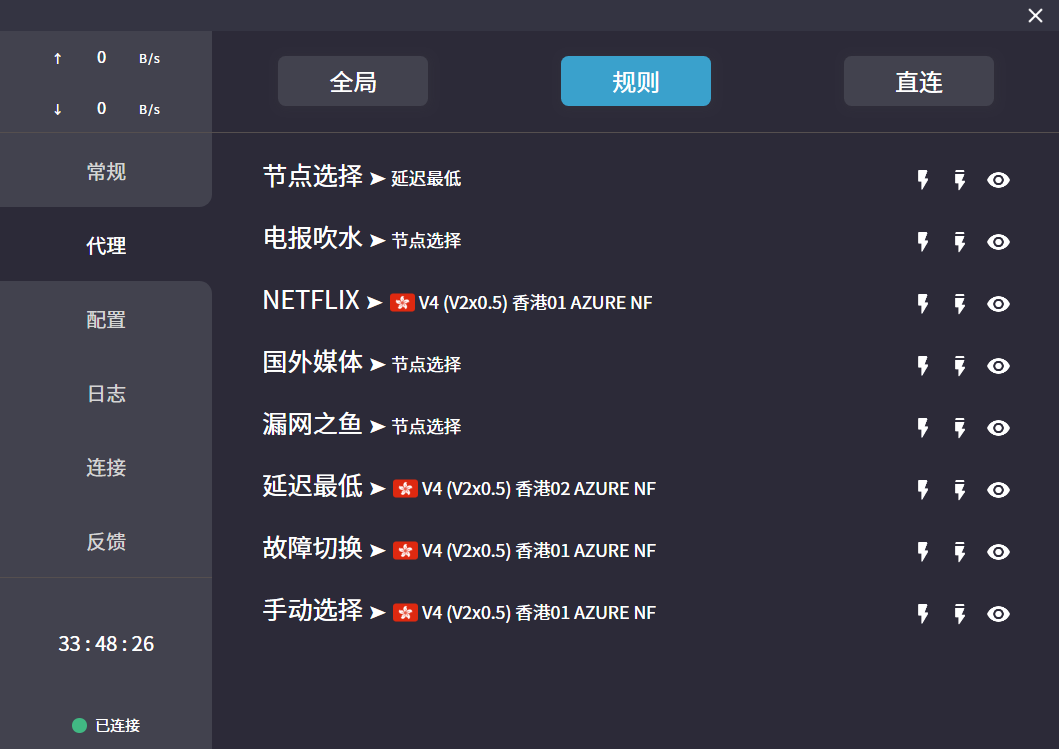 ↑ 0 B/s
↓ 0 B/s
常规
代理
配置
日志
连接
反馈
33 : 48 : 26
已连接
全局 规则 直连
节点选择 ➤ 延迟最低
电报吹水 ➤ 节点选择
NETFLIX ➤ 🇭🇰 V4 (V2x0.5) 香港01 AZURE NF
国外媒体 ➤ 节点选择
漏网之鱼 ➤ 节点选择
延迟最低 ➤ 🇭🇰 V4 (V2x0.5) 香港02 AZURE NF
故障切换 ➤ 🇭🇰 V4 (V2x0.5) 香港01 AZURE NF
手动选择 ➤ 🇭🇰 V4 (V2x0.5) 香港01 AZURE NF